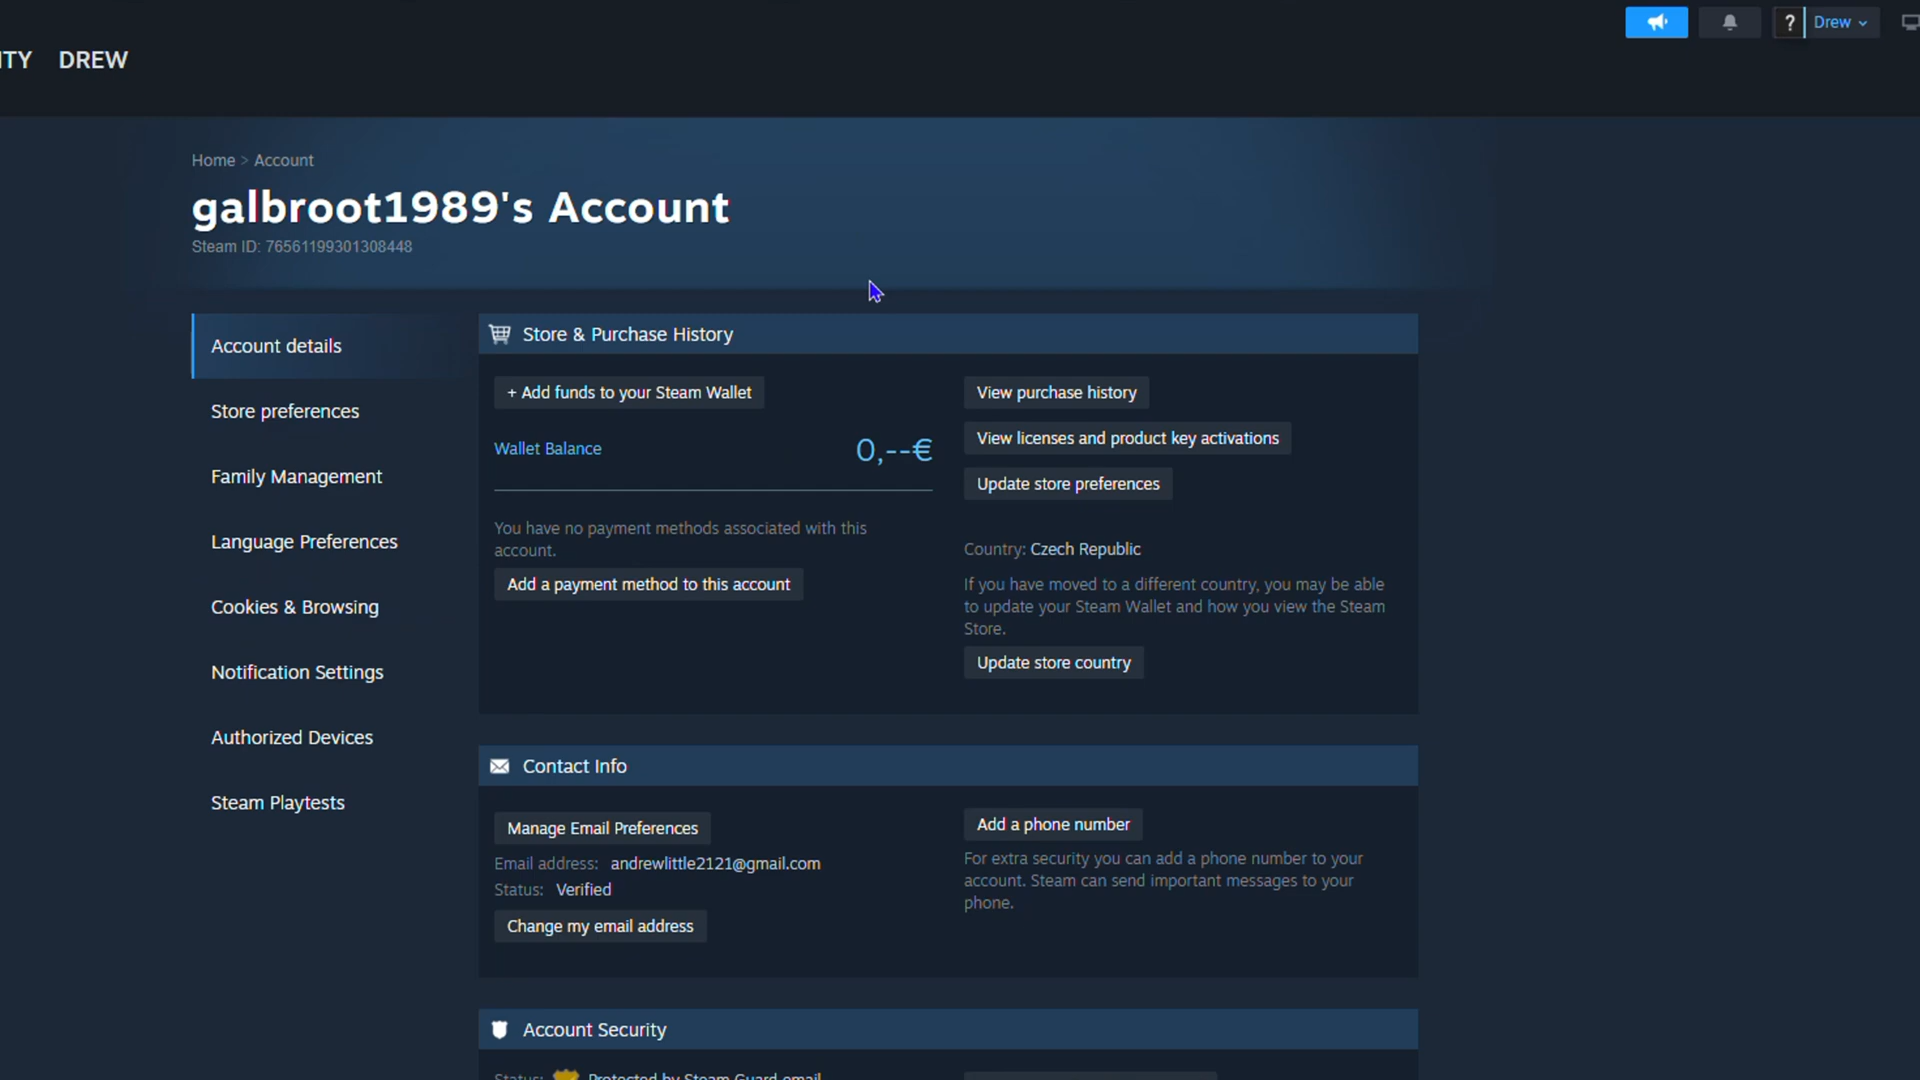 ITY DREW
? Drew
Home > Account
galbroot1989's Account
Steam ID: 76561199301308448
Account details
Store preferences
Family Management
Language Preferences
Cookies & Browsing
Notification Settings
Authorized Devices
Steam Playtests
Store & Purchase History
+ Add funds to your Steam Wallet
Wallet Balance 0,--€
You have no payment methods associated with this
account.
Add a payment method to this account
View purchase history
View licenses and product key activations
Update store preferences
Country: Czech Republic
If you have moved to a different country, you may be able
to update your Steam Wallet and how you view the Steam
Store.
Update store country
Contact Info
Manage Email Preferences
Email address: andrewlittle2121@gmail.com
Status: Verified
Change my email address
Add a phone number
For extra security you can add a phone number to your
account. Steam can send important messages to your
phone.
Account Security
Status: Protected by Steam Guard email